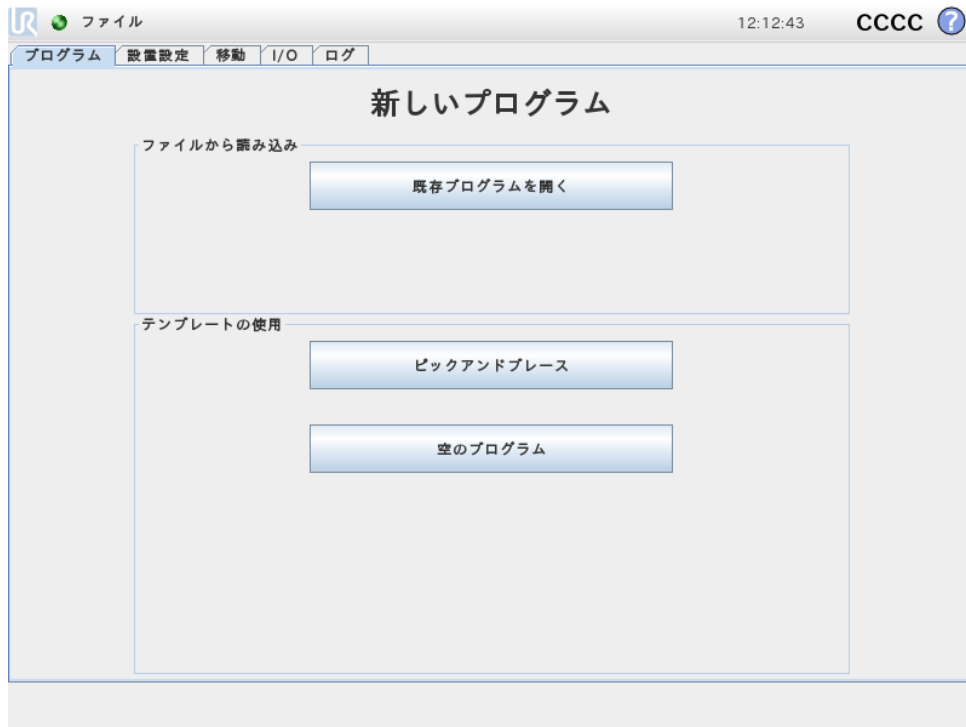 UR ファイル 12:12:43 CCCC ?
プログラム 設置設定 移動 I/O ログ
新しいプログラム
ファイルから読み込み
既存プログラムを開く
テンプレートの使用
ピックアンドプレース
空のプログラム